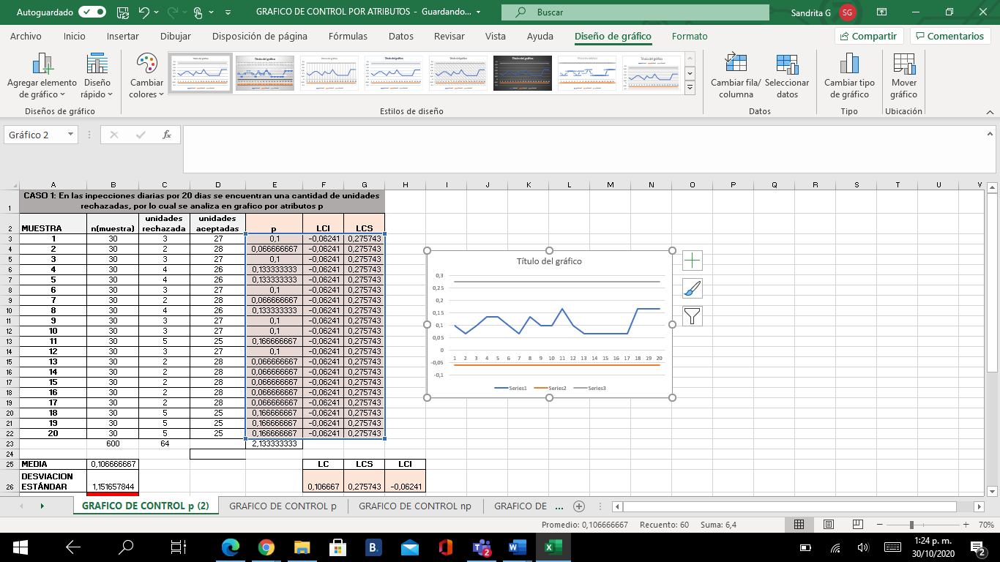 Autoguardado
GRAFICO DE CONTROL POR ATRIBUTOS - Guardando...
Buscar
Sandrita G
SG
Archivo Inicio Insertar Dibujar Disposición de página Fórmulas Datos Revisar Vista Ayuda Diseño de gráfico Formato
Compartir
Comentarios
Agregar elemento de gráfico
Diseño rápido
Cambiar colores
Cambiar fila/ columna
Seleccionar datos
Cambiar tipo de gráfico
Mover gráfico
Diseños de gráfico
Estilos de diseño
Datos
Tipo
Ubicación
Gráfico 2
fx
A B C D E F G H I J K L M N O P Q R S T U V
1 CASO 1: En las inpecciones diarias por 20 dias se encuentran una cantidad de unidades
rechazadas, por lo cual se analiza en grafico por atributos p
2 MUESTRA n(muestra) unidades rechazada unidades aceptadas p LCI LCS
3 1 30 3 27 0,1 -0,06241 0,275743
4 2 30 2 28 0,066666667 -0,06241 0,275743
5 3 30 3 27 0,1 -0,06241 0,275743
6 4 30 4 26 0,133333333 -0,06241 0,275743
7 5 30 4 26 0,133333333 -0,06241 0,275743
8 6 30 3 27 0,1 -0,06241 0,275743
9 7 30 2 28 0,066666667 -0,06241 0,275743
10 8 30 4 26 0,133333333 -0,06241 0,275743
11 9 30 3 27 0,1 -0,06241 0,275743
12 10 30 3 27 0,1 -0,06241 0,275743
13 11 30 5 25 0,166666667 -0,06241 0,275743
14 12 30 3 27 0,1 -0,06241 0,275743
15 13 30 2 28 0,066666667 -0,06241 0,275743
16 14 30 2 28 0,066666667 -0,06241 0,275743
17 15 30 2 28 0,066666667 -0,06241 0,275743
18 16 30 2 28 0,066666667 -0,06241 0,275743
19 17 30 2 28 0,066666667 -0,06241 0,275743
20 18 30 5 25 0,166666667 -0,06241 0,275743
21 19 30 5 25 0,166666667 -0,06241 0,275743
22 20 30 5 25 0,166666667 -0,06241 0,275743
23 600 64 2,133333333
24
25 MEDIA 0,106666667 LC LCS LCI
26 DESVIACION ESTÁNDAR 1,151657844 0,106667 0,275743 -0,06241
Título del gráfico
0,3
0,25
0,2
0,15
0,1
0,05
0
-0,05
-0,1
1 2 3 4 5 6 7 8 9 10 11 12 13 14 15 16 17 18 19 20
Series1 Series2 Series3
GRAFICO DE CONTROL p (2) GRAFICO DE CONTROL p GRAFICO DE CONTROL np GRAFICO DE ...
Promedio: 0,106666667 Recuento: 60 Suma: 6,4
70%
B.
2
1:24 p. m.
30/10/2020
2